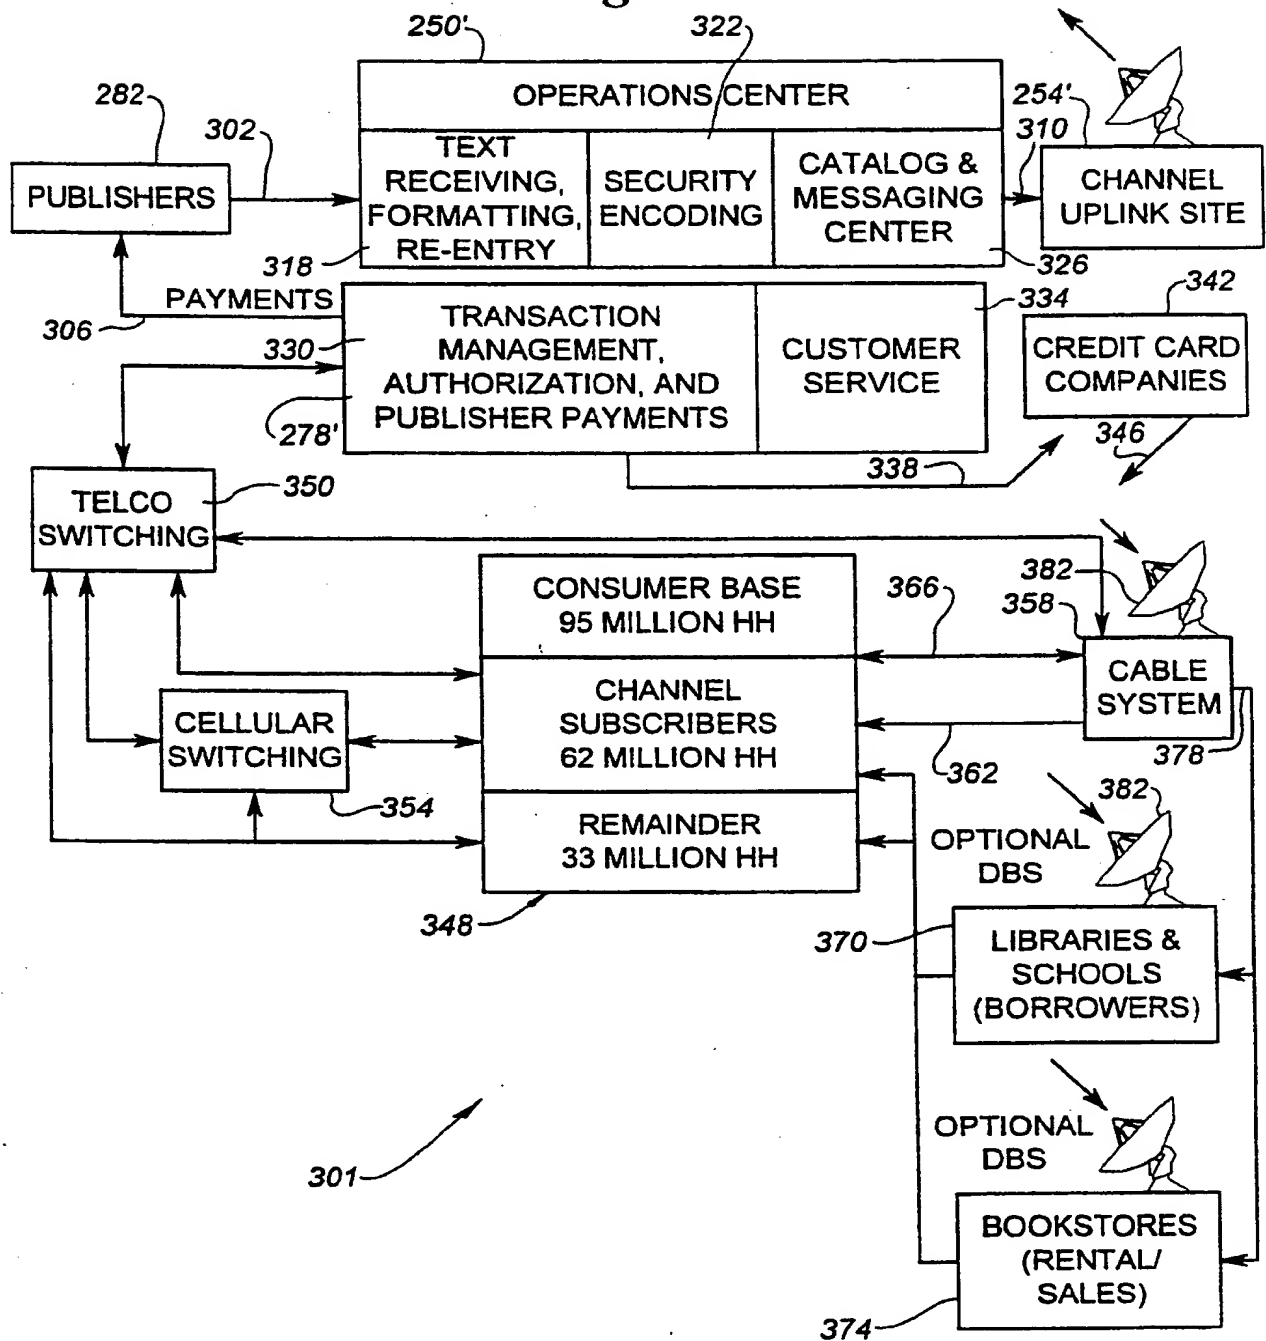 g
250'
322
OPERATIONS CENTER
282
302
254'
310
PUBLISHERS
TEXT
RECEIVING,
FORMATTING,
RE-ENTRY
SECURITY
ENCODING
CATALOG &
MESSAGING
CENTER
CHANNEL
UPLINK SITE
318
326
PAYMENTS
306
330
278'
TRANSACTION
MANAGEMENT,
AUTHORIZATION, AND
PUBLISHER PAYMENTS
CUSTOMER
SERVICE
334
342
CREDIT CARD
COMPANIES
346
338
TELCO
SWITCHING
350
CONSUMER BASE
95 MILLION HH
366
382
358
CABLE
SYSTEM
CHANNEL
SUBSCRIBERS
62 MILLION HH
CELLULAR
SWITCHING
354
362
378
REMAINDER
33 MILLION HH
348
382
OPTIONAL
DBS
370
LIBRARIES &
SCHOOLS
(BORROWERS)
301
OPTIONAL
DBS
BOOKSTORES
(RENTAL/
SALES)
374